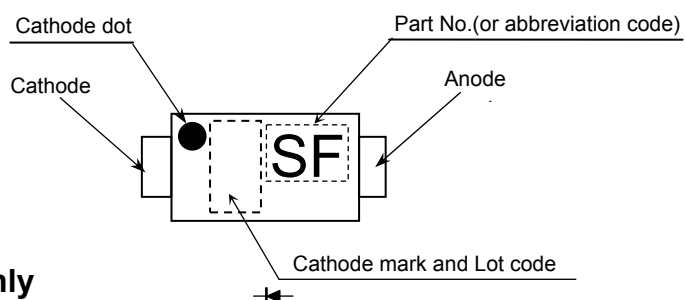 Cathode dot
Part No.(or abbreviation code)
Cathode
Anode
SF
Cathode mark and Lot code